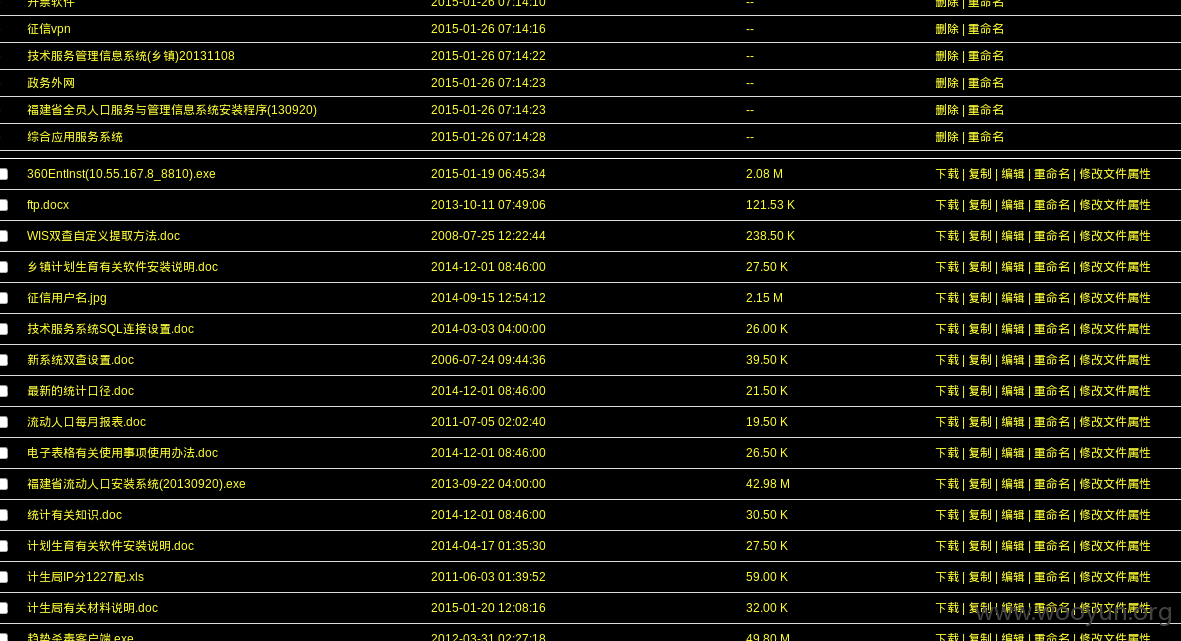 开票软件 2015-01-26 07:14:10 -- 删除 | 重命名
征信vpn 2015-01-26 07:14:16 -- 删除 | 重命名
技术服务管理信息系统(乡镇)20131108 2015-01-26 07:14:22 -- 删除 | 重命名
政务外网 2015-01-26 07:14:23 -- 删除 | 重命名
福建省全员人口服务与管理信息系统安装程序(130920) 2015-01-26 07:14:23 -- 删除 | 重命名
综合应用服务系统 2015-01-26 07:14:28 -- 删除 | 重命名
360EntInst(10.55.167.8_8810).exe 2015-01-19 06:45:34 2.08 M 下载 | 复制 | 编辑 | 重命名 | 修改文件属性
ftp.docx 2013-10-11 07:49:06 121.53 K 下载 | 复制 | 编辑 | 重命名 | 修改文件属性
WIS双查自定义提取方法.doc 2008-07-25 12:22:44 238.50 K 下载 | 复制 | 编辑 | 重命名 | 修改文件属性
乡镇计划生育有关软件安装说明.doc 2014-12-01 08:46:00 27.50 K 下载 | 复制 | 编辑 | 重命名 | 修改文件属性
征信用户名.jpg 2014-09-15 12:54:12 2.15 M 下载 | 复制 | 编辑 | 重命名 | 修改文件属性
技术服务系统SQL连接设置.doc 2014-03-03 04:00:00 26.00 K 下载 | 复制 | 编辑 | 重命名 | 修改文件属性
新系统双查设置.doc 2006-07-24 09:44:36 39.50 K 下载 | 复制 | 编辑 | 重命名 | 修改文件属性
最新的统计口径.doc 2014-12-01 08:46:00 21.50 K 下载 | 复制 | 编辑 | 重命名 | 修改文件属性
流动人口每月报表.doc 2011-07-05 02:02:40 19.50 K 下载 | 复制 | 编辑 | 重命名 | 修改文件属性
电子表格有关使用事项使用办法.doc 2014-12-01 08:46:00 26.50 K 下载 | 复制 | 编辑 | 重命名 | 修改文件属性
福建省流动人口安装系统(20130920).exe 2013-09-22 04:00:00 42.98 M 下载 | 复制 | 编辑 | 重命名 | 修改文件属性
统计有关知识.doc 2014-12-01 08:46:00 30.50 K 下载 | 复制 | 编辑 | 重命名 | 修改文件属性
计划生育有关软件安装说明.doc 2014-04-17 01:35:30 27.50 K 下载 | 复制 | 编辑 | 重命名 | 修改文件属性
计生局IP分1227配.xls 2011-06-03 01:39:52 59.00 K 下载 | 复制 | 编辑 | 重命名 | 修改文件属性
计生局有关材料说明.doc 2015-01-20 12:08:16 32.00 K 下载 | 复制 | 编辑 | 重命名 | 修改文件属性
www.wooyun.org
趋势杀毒客户端.exe 2012-03-31 02:27:18 49.80 M 下载 | 复制 | 编辑 | 重命名 | 修改文件属性